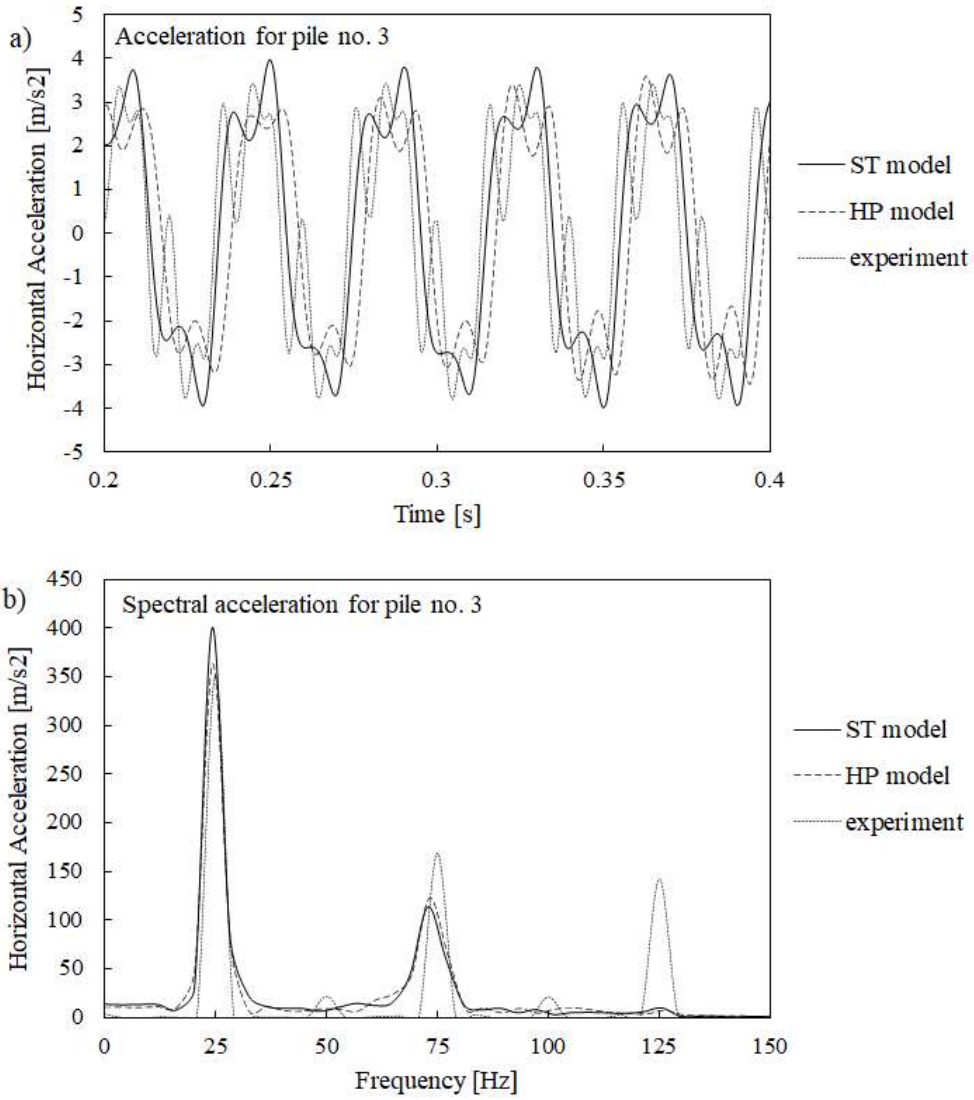 a)
Acceleration for pile no. 3
Horizontal Acceleration [m/s2]
5
4
3
2
1
0
-1
-2
-3
-4
-5
0.2
0.25
0.3
0.35
0.4
Time [s]
ST model
HP model
experiment
b)
Spectral acceleration for pile no. 3
Horizontal Acceleration [m/s2]
450
400
350
300
250
200
150
100
50
0
0
25
50
75
100
125
150
Frequency [Hz]
ST model
HP model
experiment